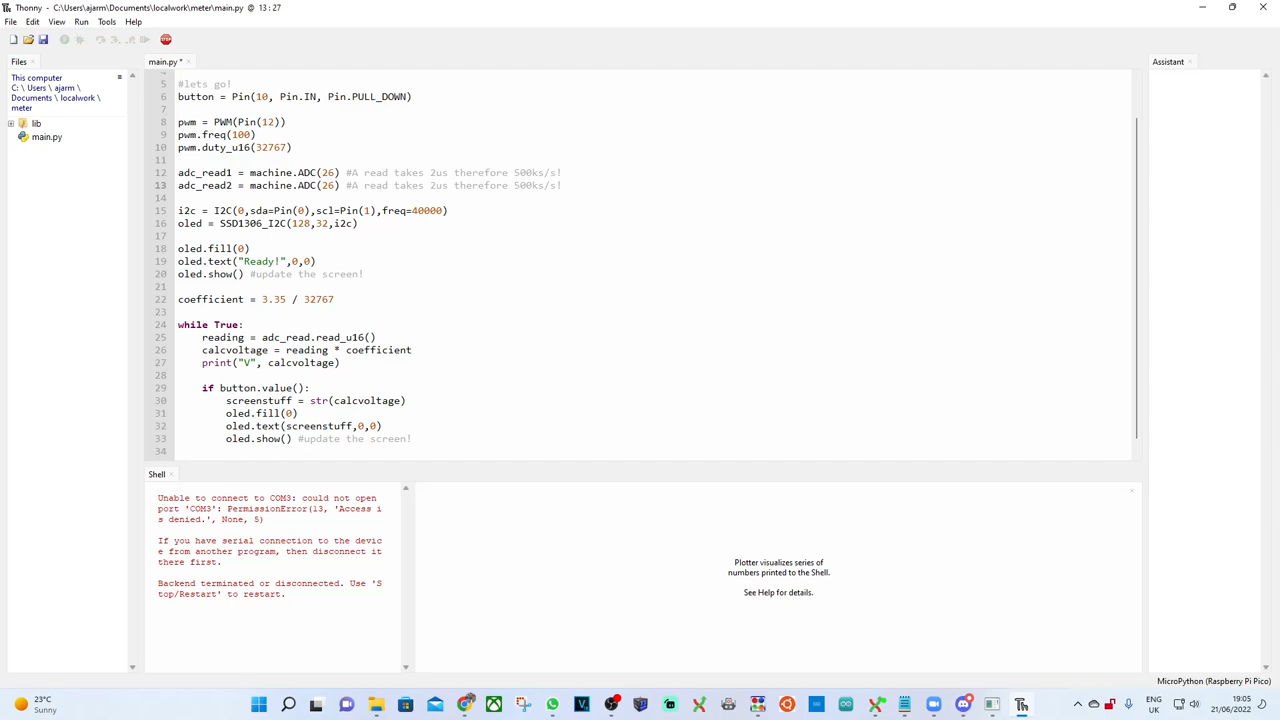 Thonny - C:\Users\ajarm\Documents\localwork\meter\main.py @ 13 : 27
File Edit View Run Tools Help
STOP
Files
This computer
C: \ Users \ ajarm \
Documents \ localwork \
meter
lib
main.py
main.py *
5 #lets go!
6 button = Pin(10, Pin.IN, Pin.PULL_DOWN)
7
8 pwm = PWM(Pin(12))
9 pwm.freq(100)
10 pwm.duty_u16(32767)
11
12 adc_read1 = machine.ADC(26) #A read takes 2us therefore 500ks/s!
13 adc_read2 = machine.ADC(26) #A read takes 2us therefore 500ks/s!
14
15 i2c = I2C(0,sda=Pin(0),scl=Pin(1),freq=40000)
16 oled = SSD1306_I2C(128,32,i2c)
17
18 oled.fill(0)
19 oled.text("Ready!",0,0)
20 oled.show() #update the screen!
21
22 coefficient = 3.35 / 32767
23
24 while True:
25 reading = adc_read.read_u16()
26 calcvoltage = reading * coefficient
27 print("V", calcvoltage)
28
29 if button.value():
30 screenstuff = str(calcvoltage)
31 oled.fill(0)
32 oled.text(screenstuff,0,0)
33 oled.show() #update the screen!
34
Shell
Unable to connect to COM3: could not open
port 'COM3': PermissionError(13, 'Access i
s denied.', None, 5)
If you have serial connection to the devic
e from another program, then disconnect it
there first.
Backend terminated or disconnected. Use 'S
top/Restart' to restart.
Plotter visualizes series of
numbers printed to the Shell.
See Help for details.
Assistant
MicroPython (Raspberry Pi Pico)
23°C
Sunny
ENG
UK
19:05
21/06/2022